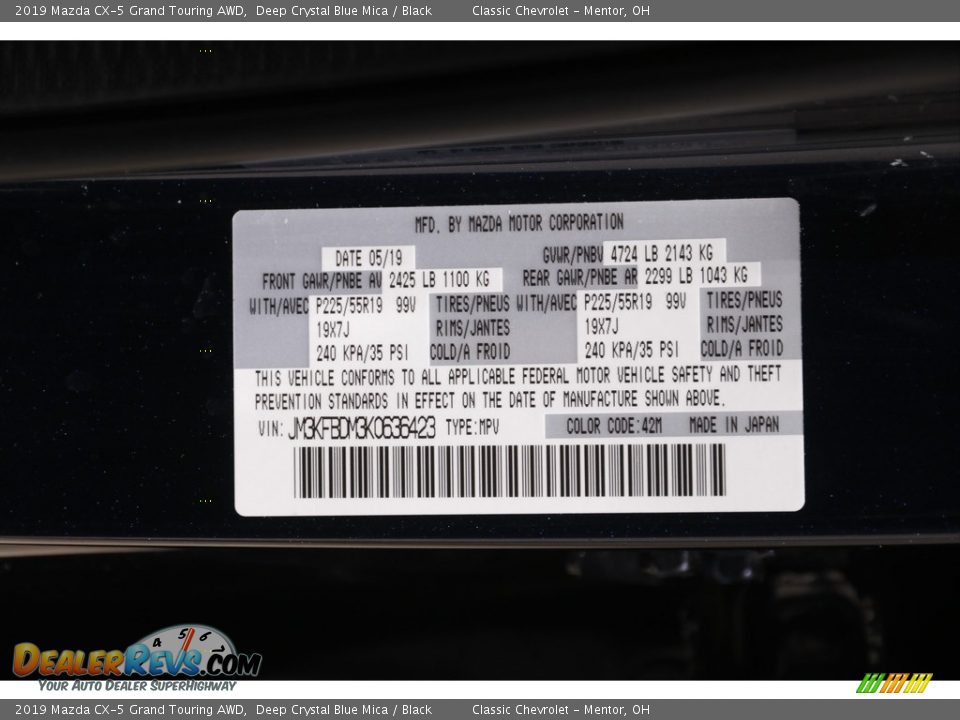 2019 Mazda CX-5 Grand Touring AWD, Deep Crystal Blue Mica / Black Classic Chevrolet - Mentor, OH
MFD. BY MAZDA MOTOR CORPORATION
DATE 05/19 GVWR/PNBV 4724 LB 2143 KG
FRONT GAWR/PNBE AV 2425 LB 1100 KG REAR GAWR/PNBE AR 2299 LB 1043 KG
WITH/AVEC P225/55R19 99V TIRES/PNEUS WITH/AVEC P225/55R19 99V TIRES/PNEUS
19X7J RIMS/JANTES 19X7J RIMS/JANTES
240 KPA/35 PSI COLD/A FROID 240 KPA/35 PSI COLD/A FROID
THIS VEHICLE CONFORMS TO ALL APPLICABLE FEDERAL MOTOR VEHICLE SAFETY AND THEFT
PREVENTION STANDARDS IN EFFECT ON THE DATE OF MANUFACTURE SHOWN ABOVE.
VIN: JM3KFBDM3K0636423 TYPE:MPV COLOR CODE:42M MADE IN JAPAN
4 5 6
DEALERREVS.COM
YOUR AUTO DEALER SUPERHIGHWAY
2019 Mazda CX-5 Grand Touring AWD, Deep Crystal Blue Mica / Black Classic Chevrolet - Mentor, OH